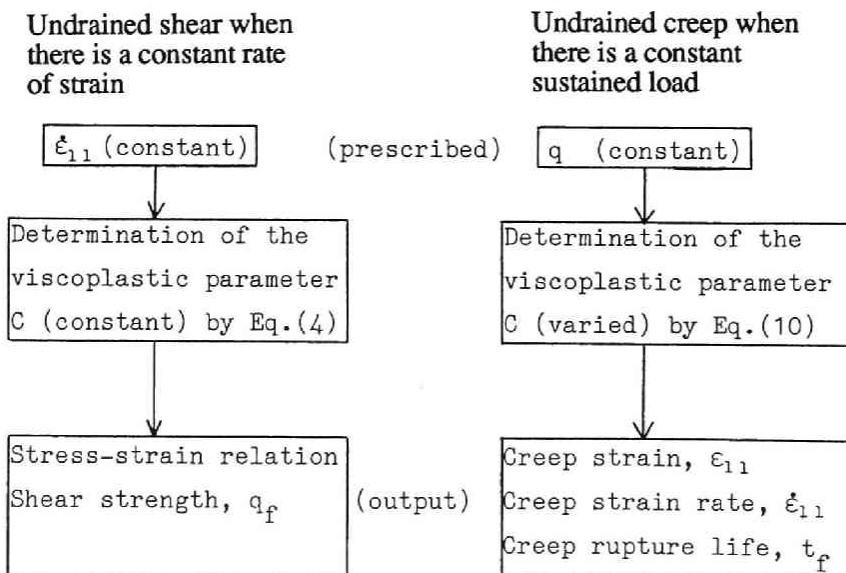 Undrained shear when
there is a constant rate
of strain
ε̇₁₁ (constant)
Determination of the
viscoplastic parameter
C (constant) by Eq.(4)
Stress-strain relation
Shear strength, q_f
(prescribed)
(output)
Undrained creep when
there is a constant
sustained load
q (constant)
Determination of the
viscoplastic parameter
C (varied) by Eq.(10)
Creep strain, ε₁₁
Creep strain rate, ε̇₁₁
Creep rupture life, t_f